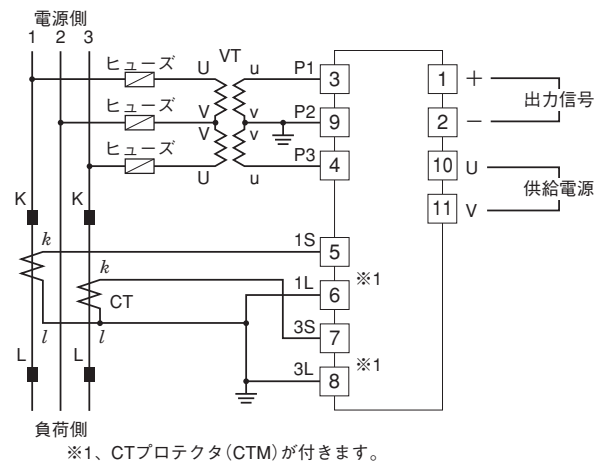 電源側
1 2 3
ヒューズ U VT u P1 3 1 +
出力信号
ヒューズ V v P2 9 2 −
V v
ヒューズ P3 4 10 U
U u
供給電源
11 V
K K
k 1S 5
k ※1
CT 1L 6
l l 3S 7
L L ※1
3L 8
負荷側
※1、CTプロテクタ(CTM)が付きます。